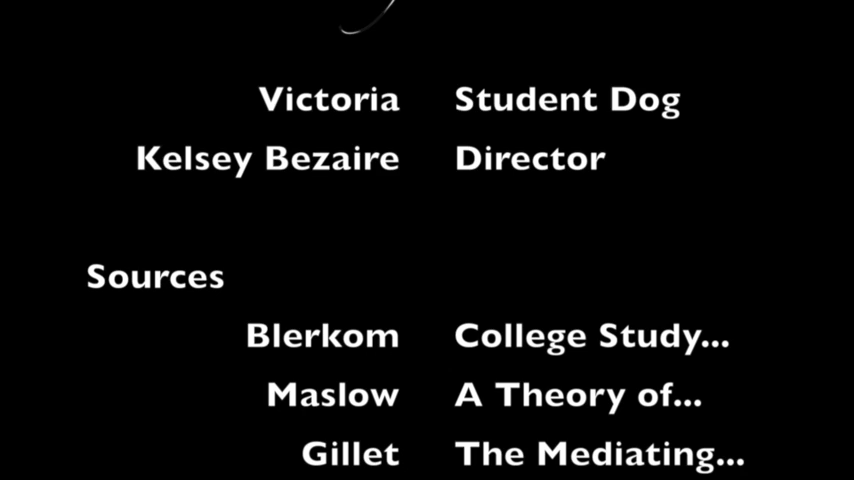 Victoria Student Dog
Kelsey Bezaire Director
Sources
Blerkom College Study...
Maslow A Theory of...
Gillet The Mediating...